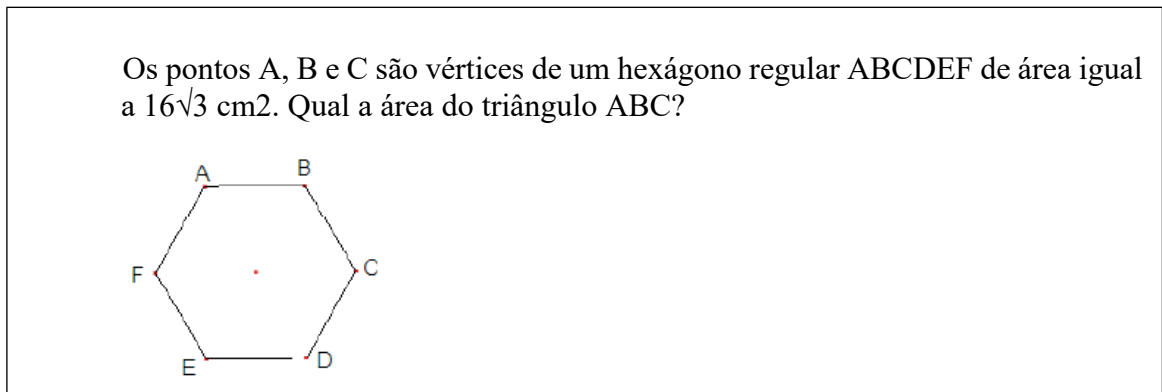 Os pontos A, B e C são vértices de um hexágono regular ABCDEF de área igual
a 16√3 cm2. Qual a área do triângulo ABC?
A B
F C
E D